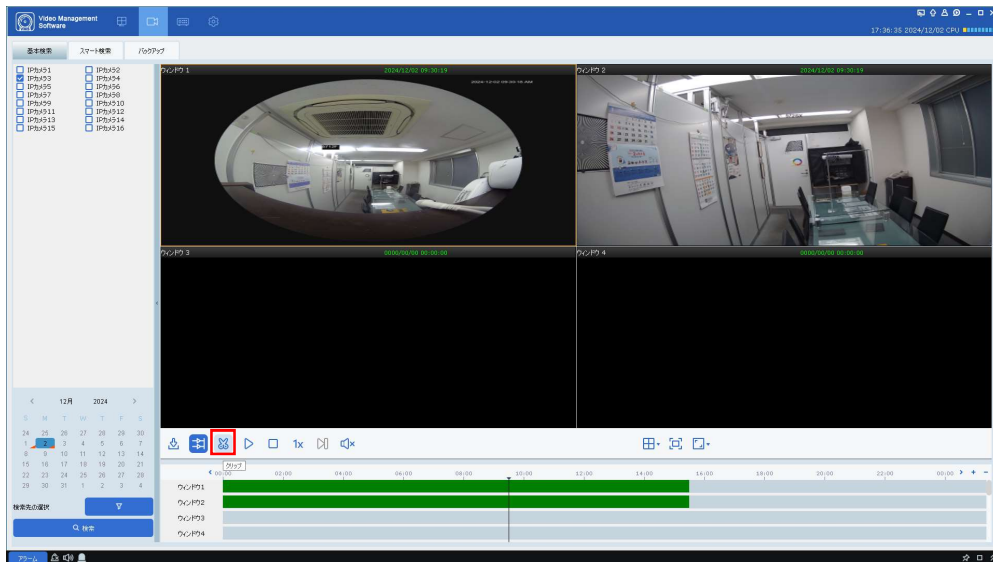 Video Management
Software
17:36:35 2024/12/02 CPU
基本検索 スマート検索 バックアップ
IPカメラ1 IPカメラ2
IPカメラ3 IPカメラ4
IPカメラ5 IPカメラ6
IPカメラ7 IPカメラ8
IPカメラ9 IPカメラ10
IPカメラ11 IPカメラ12
IPカメラ13 IPカメラ14
IPカメラ15 IPカメラ16
ウィンドウ 1 2024/12/02 09:30:19
ウィンドウ 2 2024/12/02 09:30:19
ウィンドウ 3 0000/00/00 00:00:00
ウィンドウ 4 0000/00/00 00:00:00
12月 2024
S M T W T F S
24 25 26 27 28 29 30
1 2 3 4 5 6 7
8 9 10 11 12 13 14
15 16 17 18 19 20 21
22 23 24 25 26 27 28
29 30 31 1 2 3 4
検索先の選択
検索
1x
クリップ
00:00 02:00 04:00 06:00 08:00 10:00 12:00 14:00 16:00 18:00 20:00 22:00 00:00
ウィンドウ1
ウィンドウ2
ウィンドウ3
ウィンドウ4
アラーム